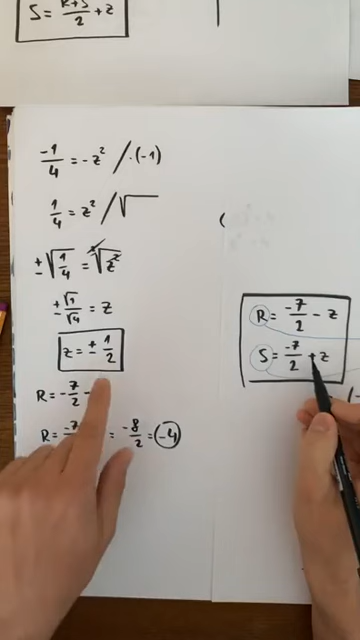 S = R+S/2 + z
-1/4 = -z² / ·(-1)
1/4 = z² / √
±√1/4 = √z²
±√1/√4 = z
z = ± 1/2
R = -7/2 -
R = -7 = -8/2 = -4
R = -7/2 - z
S = -7/2 + z